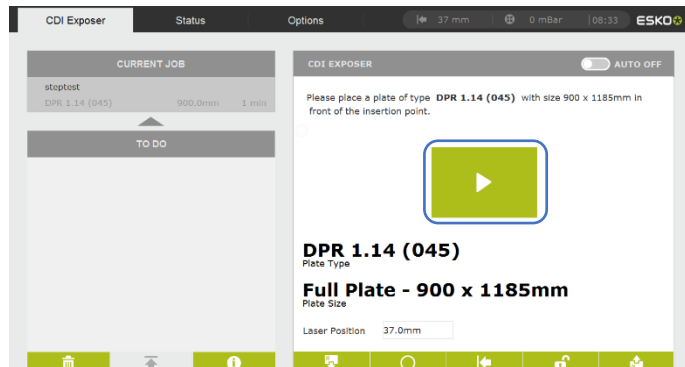 CDI Exposer Status Options 37 mm 0 mBar 08:33 ESKO
CURRENT JOB
steptest
DPR 1.14 (045) 900.0mm 1 min
TO DO
CDI EXPOSER AUTO OFF
Please place a plate of type DPR 1.14 (045) with size 900 x 1185mm in
front of the insertion point.
DPR 1.14 (045)
Plate Type
Full Plate - 900 x 1185mm
Plate Size
Laser Position 37.0mm